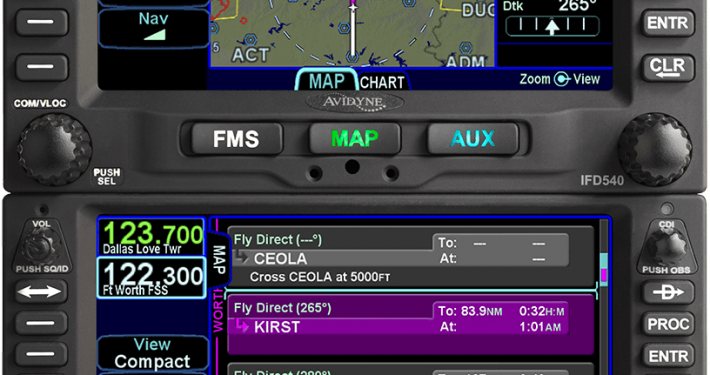 Nav
Dtk 265°
DUC
ENTR
5
ACT
ADM
CLR
MAP CHART
Zoom View
COM/VLOC
AVIDYNE
FMS MAP AUX
PUSH
SEL
IFD540
VOL
123.700
Dallas Love Twr
122.300
Ft Worth FSS
PUSH SQ/ID
MAP
WORTH
Fly Direct (---°)
To: --- ---
CEOLA
At: ---
Cross CEOLA at 5000FT
Fly Direct (265°)
To: 83.9NM 0:32H:M
KIRST
At: 1:01AM
CDI
PUSH OBS
D
PROC
ENTR
View
Compact